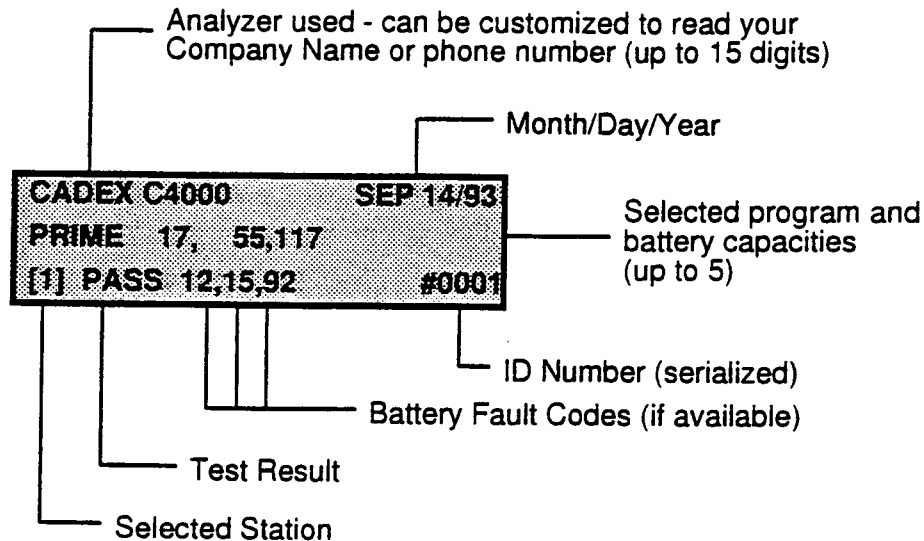 Analyzer used - can be customized to read your
Company Name or phone number (up to 15 digits)
Month/Day/Year
CADEX C4000 SEP 14/93
PRIME 17, 55,117
[1] PASS 12,15,92 #0001
Selected program and
battery capacities
(up to 5)
ID Number (serialized)
Battery Fault Codes (if available)
Test Result
Selected Station